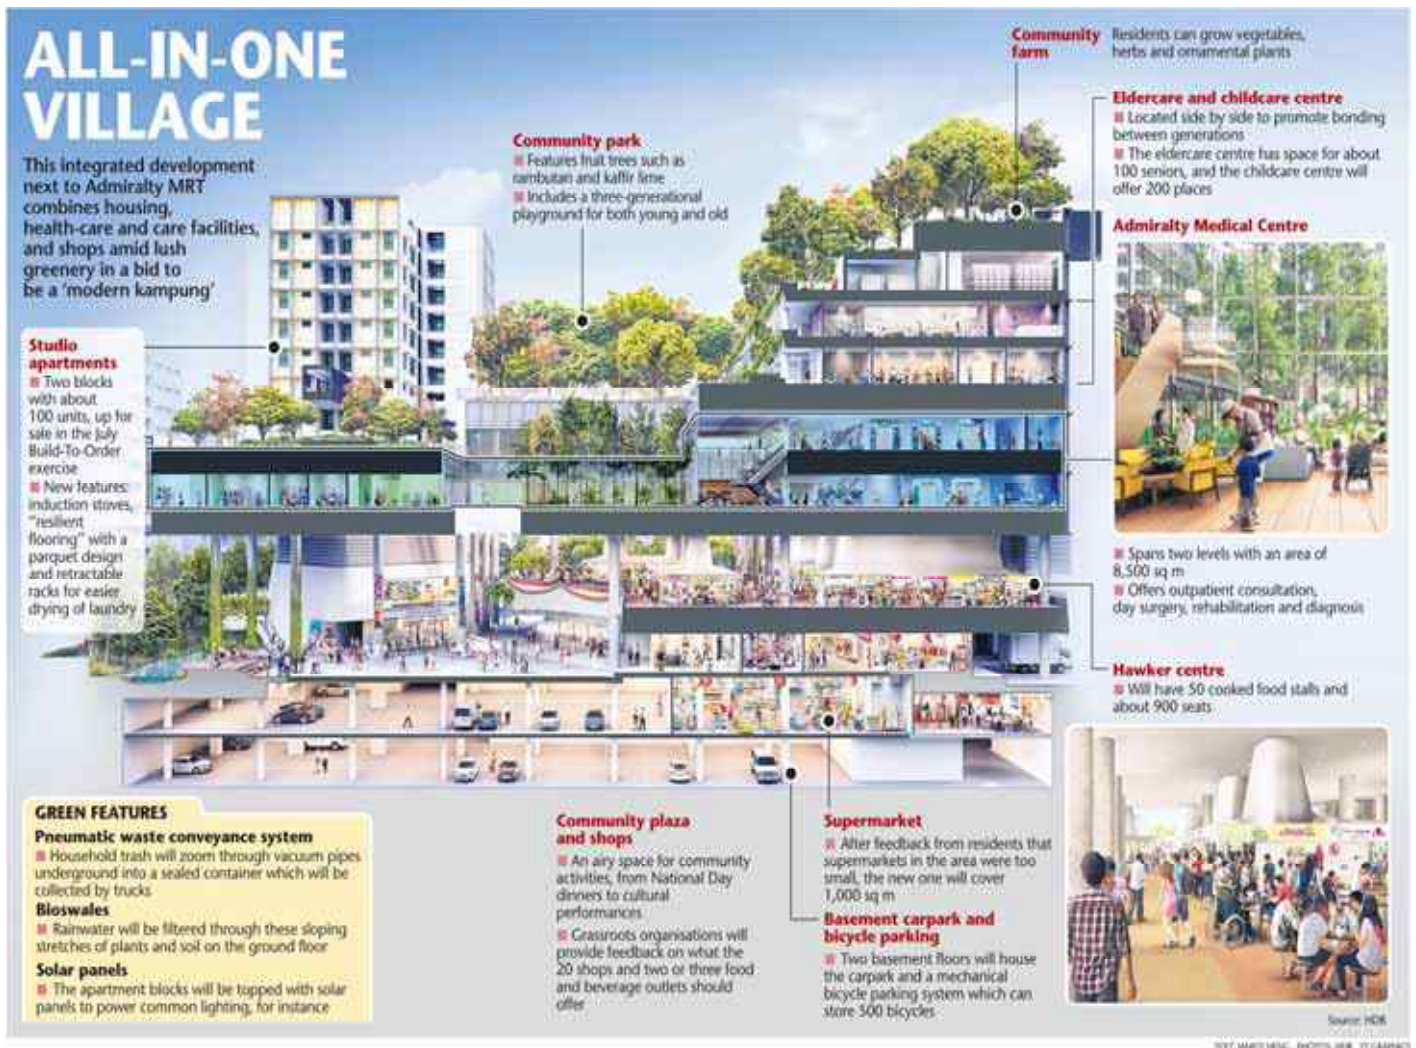 ALL-IN-ONE
VILLAGE
This integrated development
next to Admiralty MRT
combines housing,
health-care and care facilities,
and shops amid lush
greenery in a bid to
be a 'modern kampung'
Studio
apartments
Two blocks
with about
100 units, up for
sale in the July
Build-To-Order
exercise
New features:
induction stoves,
"resilient
flooring" with a
parquet design
and retractable
racks for easier
drying of laundry
Community park
Features fruit trees such as
rambutan and kaffir lime
Includes a three-generational
playground for both young and old
Community
farm
Residents can grow vegetables,
herbs and ornamental plants
Eldercare and childcare centre
Located side by side to promote bonding
between generations
The eldercare centre has space for about
100 seniors, and the childcare centre will
offer 200 places
Admiralty Medical Centre
Spans two levels with an area of
8,500 sq m
Offers outpatient consultation,
day surgery, rehabilitation and diagnosis
Hawker centre
Will have 50 cooked food stalls and
about 900 seats
GREEN FEATURES
Pneumatic waste conveyance system
Household trash will zoom through vacuum pipes
underground into a sealed container which will be
collected by trucks
Bioswales
Rainwater will be filtered through these sloping
stretches of plants and soil on the ground floor
Solar panels
The apartment blocks will be topped with solar
panels to power common lighting, for instance
Community plaza
and shops
An airy space for community
activities, from National Day
dinners to cultural
performances
Grassroots organisations will
provide feedback on what the
20 shops and two or three food
and beverage outlets should
offer
Supermarket
After feedback from residents that
supermarkets in the area were too
small, the new one will cover
1,000 sq m
Basement carpark and
bicycle parking
Two basement floors will house
the carpark and a mechanical
bicycle parking system which can
store 500 bicycles
Source: HDB